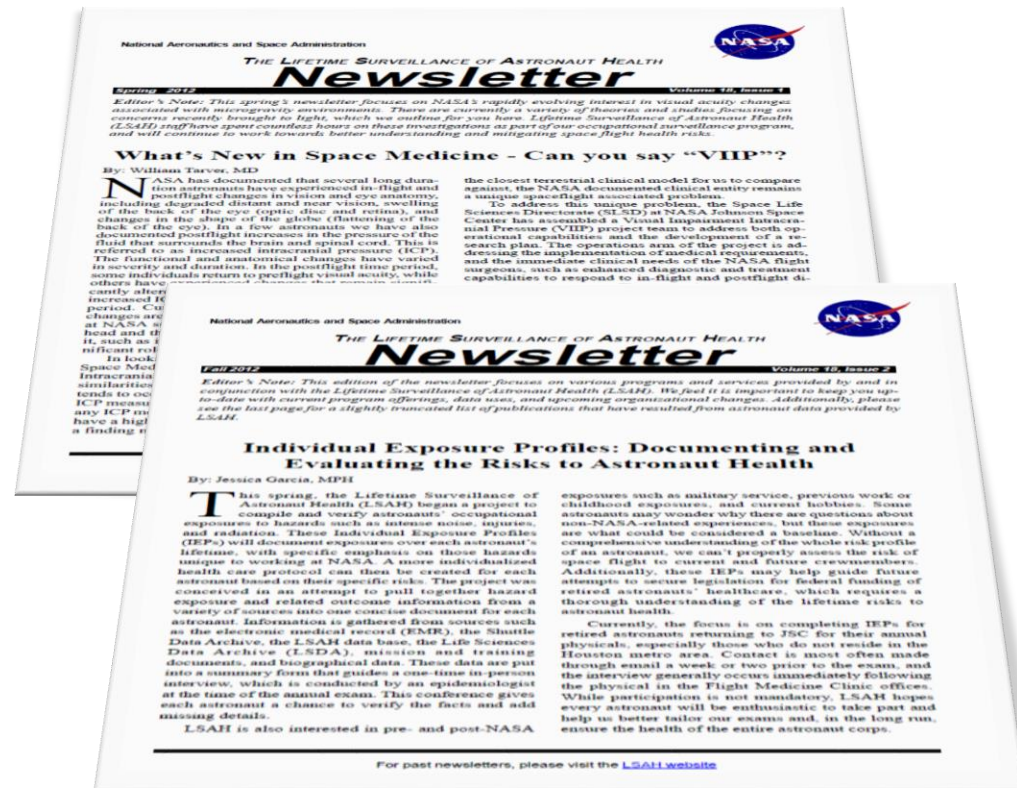 National Aeronautics and Space Administration
NASA
THE LIFETIME SURVEILLANCE OF ASTRONAUT HEALTH
Newsletter
Spring 2012 Volume 18, Issue 1
Editor's Note: This spring's newsletter focuses on NASA's rapidly evolving interest in visual acuity changes
associated with microgravity environments. There are currently a variety of theories and studies focusing on
concerns recently brought to light, which we outline for you here. Lifetime Surveillance of Astronaut Health
(LSAH) staff have spent countless hours on these investigations as part of our occupational surveillance program,
and will continue to work towards better understanding and mitigating space flight health risks.
What's New in Space Medicine - Can you say “VIIP”?
By: William Tarver, MD
NASA has documented that several long dura-
tion astronauts have experienced in-flight and
postflight changes in vision and eye anatomy,
including degraded distant and near vision, swelling
of the back of the eye (optic disc and retina), and
changes in the shape of the globe (flattening of the
back of the eye). In a few astronauts we have also
documented postflight increases in the pressure of the
fluid that surrounds the brain and spinal cord. This is
referred to as increased intracranial pressure (ICP).
The functional and anatomical changes have varied
in severity and duration. In the postflight time period,
some individuals return to preflight visual acuity, while
others have experienced changes that remain signifi-
cantly alter
increased IC
period. Cu
changes are
at NASA s
head and th
it, such as i
nificant rol
In look
Space Med
Intracrania
similarities
tends to oc
ICP measu
any ICP m
have a high
a finding n
the closest terrestrial clinical model for us to compare
against, the NASA documented clinical entity remains
a unique spaceflight associated problem.
To address this unique problem, the Space Life
Sciences Directorate (SLSD) at NASA Johnson Space
Center has assembled a Visual Impairment Intracra-
nial Pressure (VIIP) project team to address both op-
erational capabilities and the development of a re-
search plan. The operations arm of the project is ad-
dressing the implementation of medical requirements,
and the immediate clinical needs of the NASA flight
surgeons, such as enhanced diagnostic and treatment
capabilities to respond to in-flight and postflight di-
National Aeronautics and Space Administration
NASA
THE LIFETIME SURVEILLANCE OF ASTRONAUT HEALTH
Newsletter
Fall 2012 Volume 18, Issue 2
Editor's Note: This edition of the newsletter focuses on various programs and services provided by and in
conjunction with the Lifetime Surveillance of Astronaut Health (LSAH). We feel it is important to keep you up-
to-date with current program offerings, data uses, and upcoming organizational changes. Additionally, please
see the last page for a slightly truncated list of publications that have resulted from astronaut data provided by
LSAH.
Individual Exposure Profiles: Documenting and
Evaluating the Risks to Astronaut Health
By: Jessica Garcia, MPH
This spring, the Lifetime Surveillance of
Astronaut Health (LSAH) began a project to
compile and verify astronauts' occupational
exposures to hazards such as intense noise, injuries,
and radiation. These Individual Exposure Profiles
(IEPs) will document exposures over each astronaut's
lifetime, with specific emphasis on those hazards
unique to working at NASA. A more individualized
health care protocol can then be created for each
astronaut based on their specific risks. The project was
conceived in an attempt to pull together hazard
exposure and related outcome information from a
variety of sources into one concise document for each
astronaut. Information is gathered from sources such
as the electronic medical record (EMR), the Shuttle
Data Archive, the LSAH data base, the Life Sciences
Data Archive (LSDA), mission and training
documents, and biographical data. These data are put
into a summary form that guides a one-time in-person
interview, which is conducted by an epidemiologist
at the time of the annual exam. This conference gives
each astronaut a chance to verify the facts and add
missing details.
LSAH is also interested in pre- and post-NASA
exposures such as military service, previous work or
childhood exposures, and current hobbies. Some
astronauts may wonder why there are questions about
non-NASA-related experiences, but these exposures
are what could be considered a baseline. Without a
comprehensive understanding of the whole risk profile
of an astronaut, we can't properly assess the risk of
space flight to current and future crewmembers.
Additionally, these IEPs may help guide future
attempts to secure legislation for federal funding of
retired astronauts' healthcare, which requires a
thorough understanding of the lifetime risks to
astronaut health.
Currently, the focus is on completing IEPs for
retired astronauts returning to JSC for their annual
physicals, especially those who do not reside in the
Houston metro area. Contact is most often made
through email a week or two prior to the exam, and
the interview generally occurs immediately following
the physical in the Flight Medicine Clinic offices.
While participation is not mandatory, LSAH hopes
every astronaut will be enthusiastic to take part and
help us better tailor our exams and, in the long run,
ensure the health of the entire astronaut corps.
For past newsletters, please visit the LSAH website